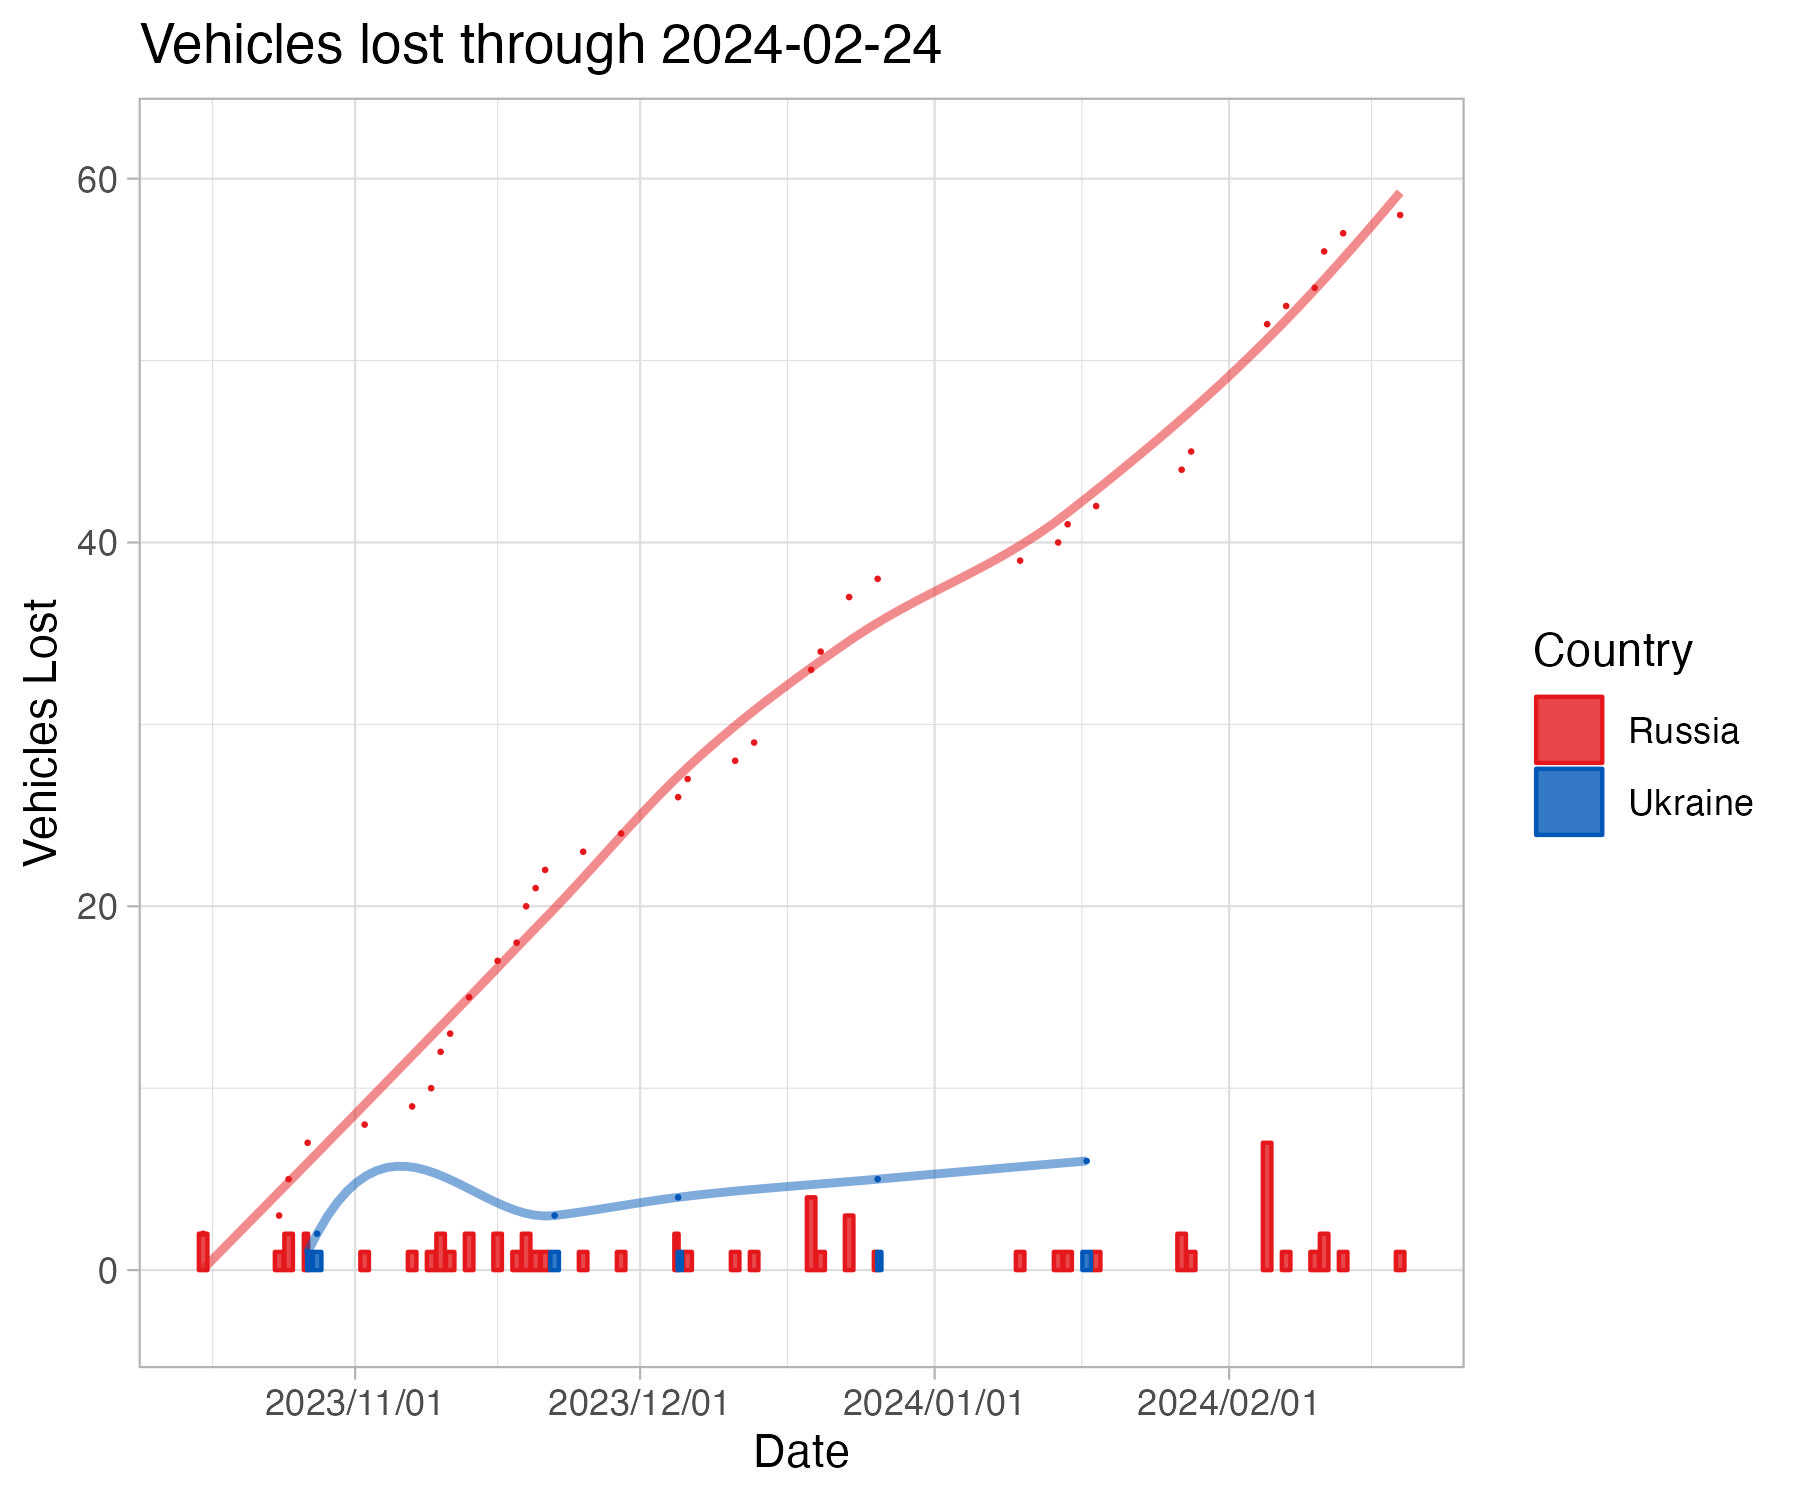 Vehicles lost through 2024-02-24
Vehicles Lost
60
40
20
0
2023/11/01
2023/12/01
2024/01/01
2024/02/01
Date
Country
Russia
Ukraine